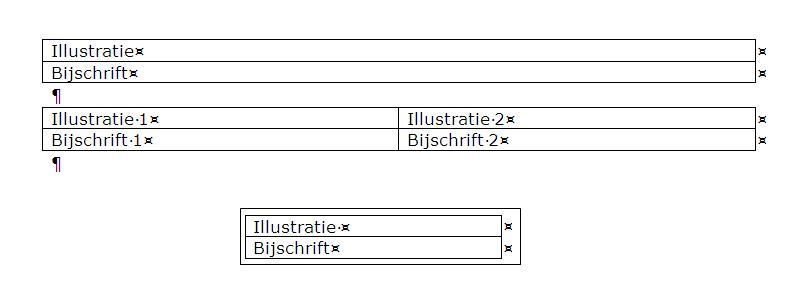 Illustratie¤ ¤
Bijschrift¤ ¤
¶
Illustratie·1¤ Illustratie·2¤ ¤
Bijschrift·1¤ Bijschrift·2¤ ¤
¶
Illustratie·¤ ¤
Bijschrift¤ ¤